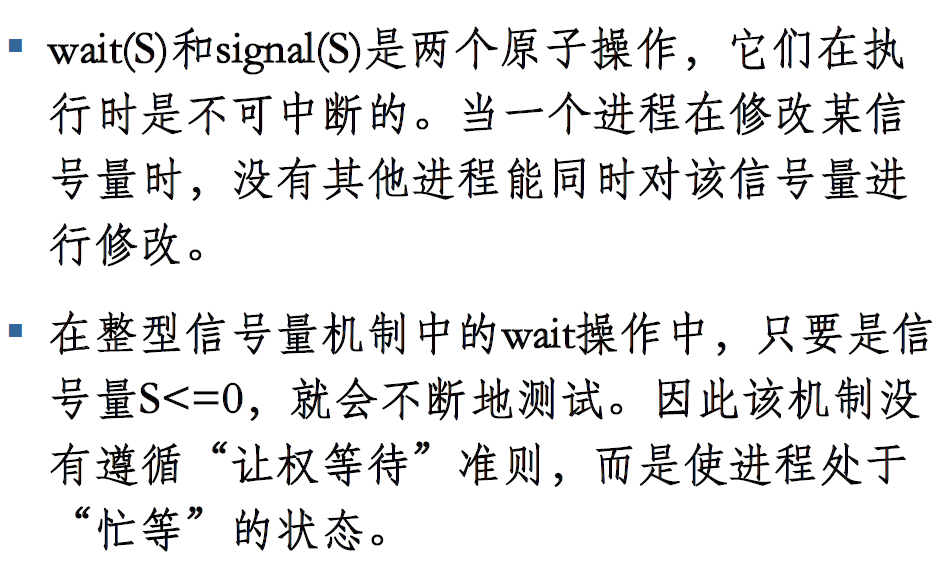 wait(S)和signal(S)是两个原子操作，它们在执
行时是不可中断的。当一个进程在修改某信
号量时，没有其他进程能同时对该信号量进
行修改。
在整型信号量机制中的wait操作中，只要是信
号量S<=0，就会不断地测试。因此该机制没
有遵循“让权等待”准则，而是使进程处于
“忙等”的状态。